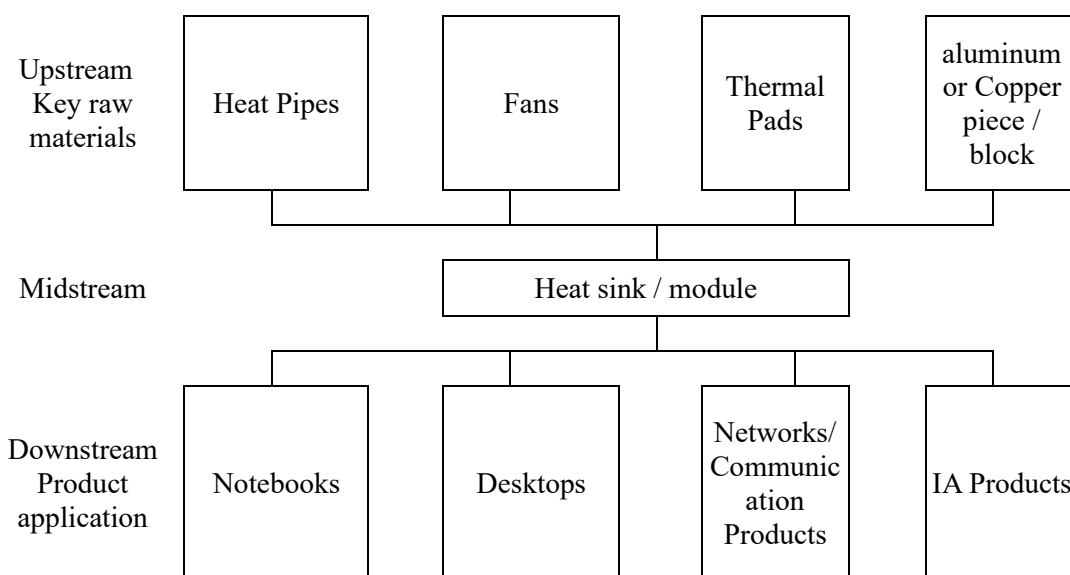 Upstream
Key raw
materials
Heat Pipes
Fans
Thermal
Pads
aluminum
or Copper
piece /
block
Midstream
Heat sink / module
Downstream
Product
application
Notebooks
Desktops
Networks/
Communic
ation
Products
IA Products